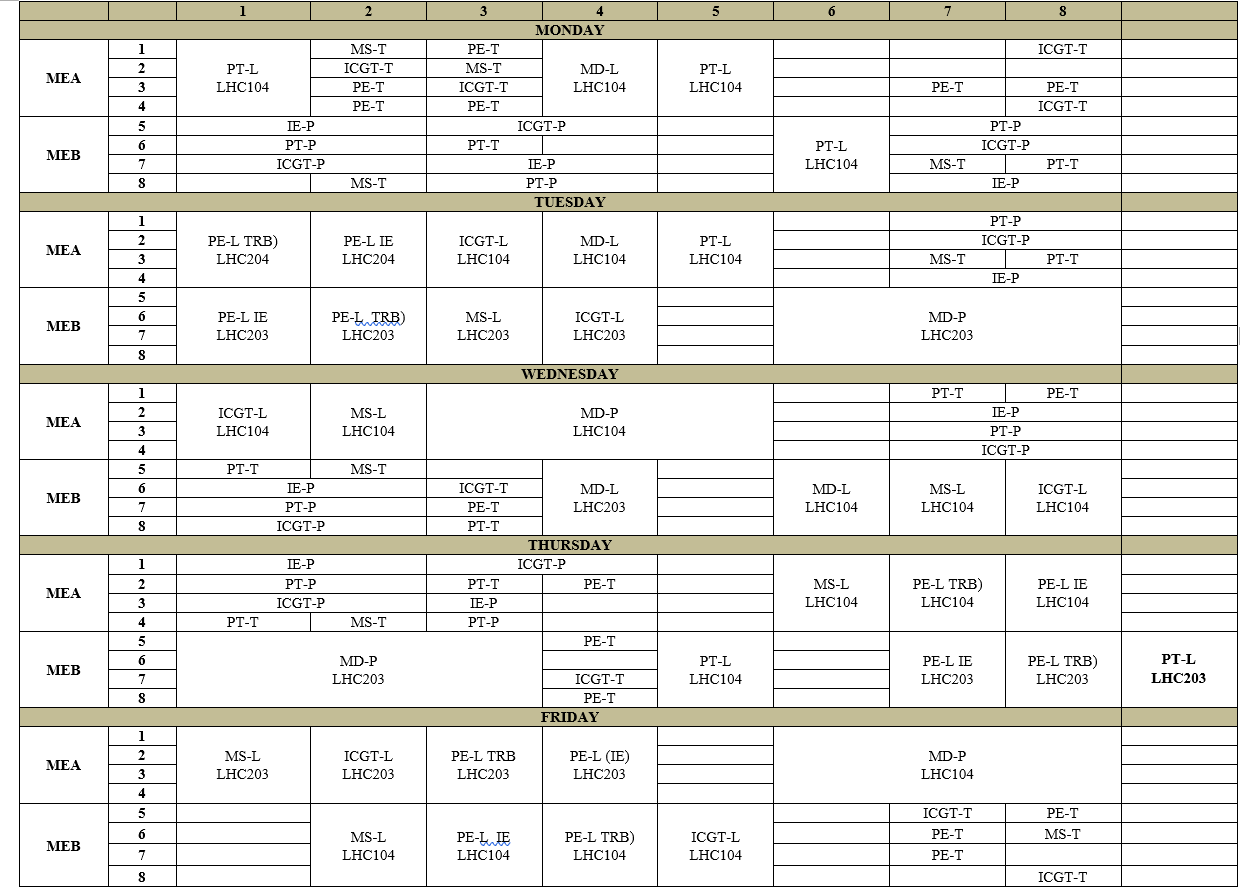 1 2 3 4 5 6 7 8
MONDAY
MEA
1 MS-T PE-T ICGT-T
2 PT-L LHC104 ICGT-T MS-T MD-L LHC104 PT-L LHC104
3 PE-T ICGT-T PE-T PE-T
4 PE-T PE-T ICGT-T
MEB
5 IE-P ICGT-P PT-P
6 PT-P PT-T PT-L LHC104 ICGT-P
7 ICGT-P IE-P MS-T PT-T
8 MS-T PT-P IE-P
TUESDAY
MEA
1 PT-P
2 PE-L TRB) LHC204 PE-L IE LHC204 ICGT-L LHC104 MD-L LHC104 PT-L LHC104 ICGT-P
3 MS-T PT-T
4 IE-P
MEB
5
6 PE-L IE LHC203 PE-L TRB) LHC203 MS-L LHC203 ICGT-L LHC203 MD-P LHC203
7
8
WEDNESDAY
MEA
1 PT-T PE-T
2 ICGT-L LHC104 MS-L LHC104 MD-P LHC104 IE-P
3 PT-P
4 ICGT-P
MEB
5 PT-T MS-T
6 IE-P ICGT-T MD-L LHC203 MD-L LHC104 MS-L LHC104 ICGT-L LHC104
7 PT-P PE-T
8 ICGT-P PT-T
THURSDAY
MEA
1 IE-P ICGT-P
2 PT-P PT-T PE-T MS-L LHC104 PE-L TRB) LHC104 PE-L IE LHC104
3 ICGT-P IE-P
4 PT-T MS-T PT-P
MEB
5 PE-T
6 MD-P LHC203 PT-L LHC104 PE-L IE LHC203 PE-L TRB) LHC203 PT-L LHC203
7 ICGT-T
8 PE-T
FRIDAY
MEA
1
2 MS-L LHC203 ICGT-L LHC203 PE-L TRB LHC203 PE-L (IE) LHC203 MD-P LHC104
3
4
MEB
5 ICGT-T PE-T
6 MS-L LHC104 PE-L IE LHC104 PE-L TRB) LHC104 ICGT-L LHC104 PE-T MS-T
7 PE-T
8 ICGT-T